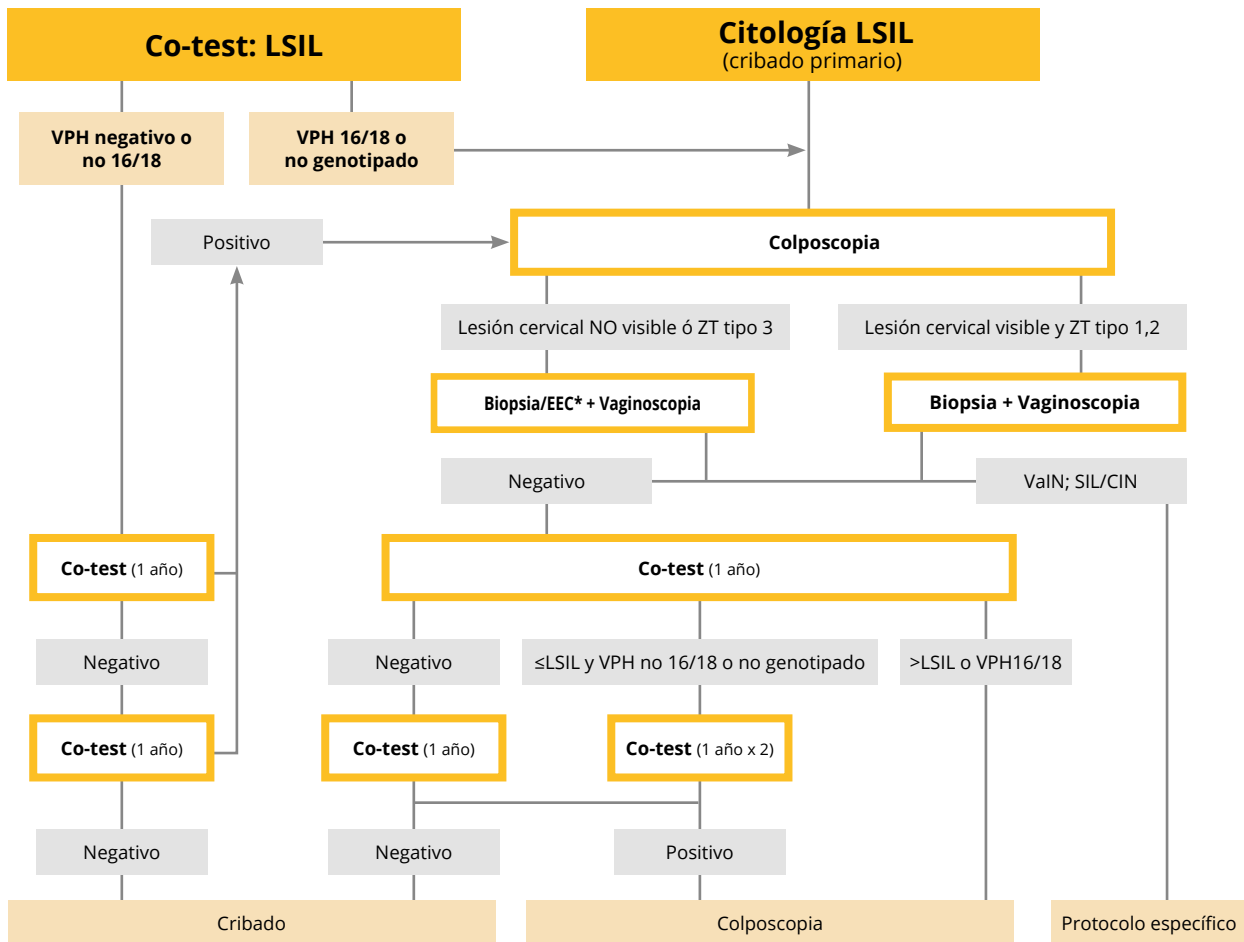 Co-test: LSIL
Citología LSIL
(cribado primario)
VPH negativo o
no 16/18
VPH 16/18 o
no genotipado
Positivo
Colposcopia
Lesión cervical NO visible ó ZT tipo 3
Lesión cervical visible y ZT tipo 1,2
Biopsia/EEC* + Vaginoscopia
Biopsia + Vaginoscopia
Negativo
VaIN; SIL/CIN
Co-test (1 año)
Co-test (1 año)
Negativo
Negativo
≤LSIL y VPH no 16/18 o no genotipado
>LSIL o VPH16/18
Co-test (1 año)
Co-test (1 año)
Co-test (1 año x 2)
Negativo
Negativo
Positivo
Cribado
Colposcopia
Protocolo específico